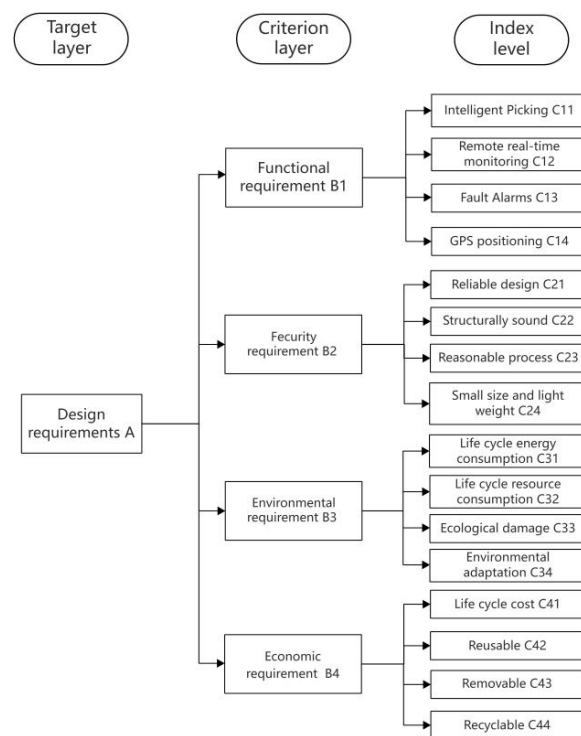 Target
layer
Criterion
layer
Index
level
Design
requirements A
Functional
requirement B1
Intelligent Picking C11
Remote real-time
monitoring C12
Fault Alarms C13
GPS positioning C14
Fecurity
requirement B2
Reliable design C21
Structurally sound C22
Reasonable process C23
Small size and light
weight C24
Environmental
requirement B3
Life cycle energy
consumption C31
Life cycle resource
consumption C32
Ecological damage C33
Environmental
adaptation C34
Economic
requirement B4
Life cycle cost C41
Reusable C42
Removable C43
Recyclable C44